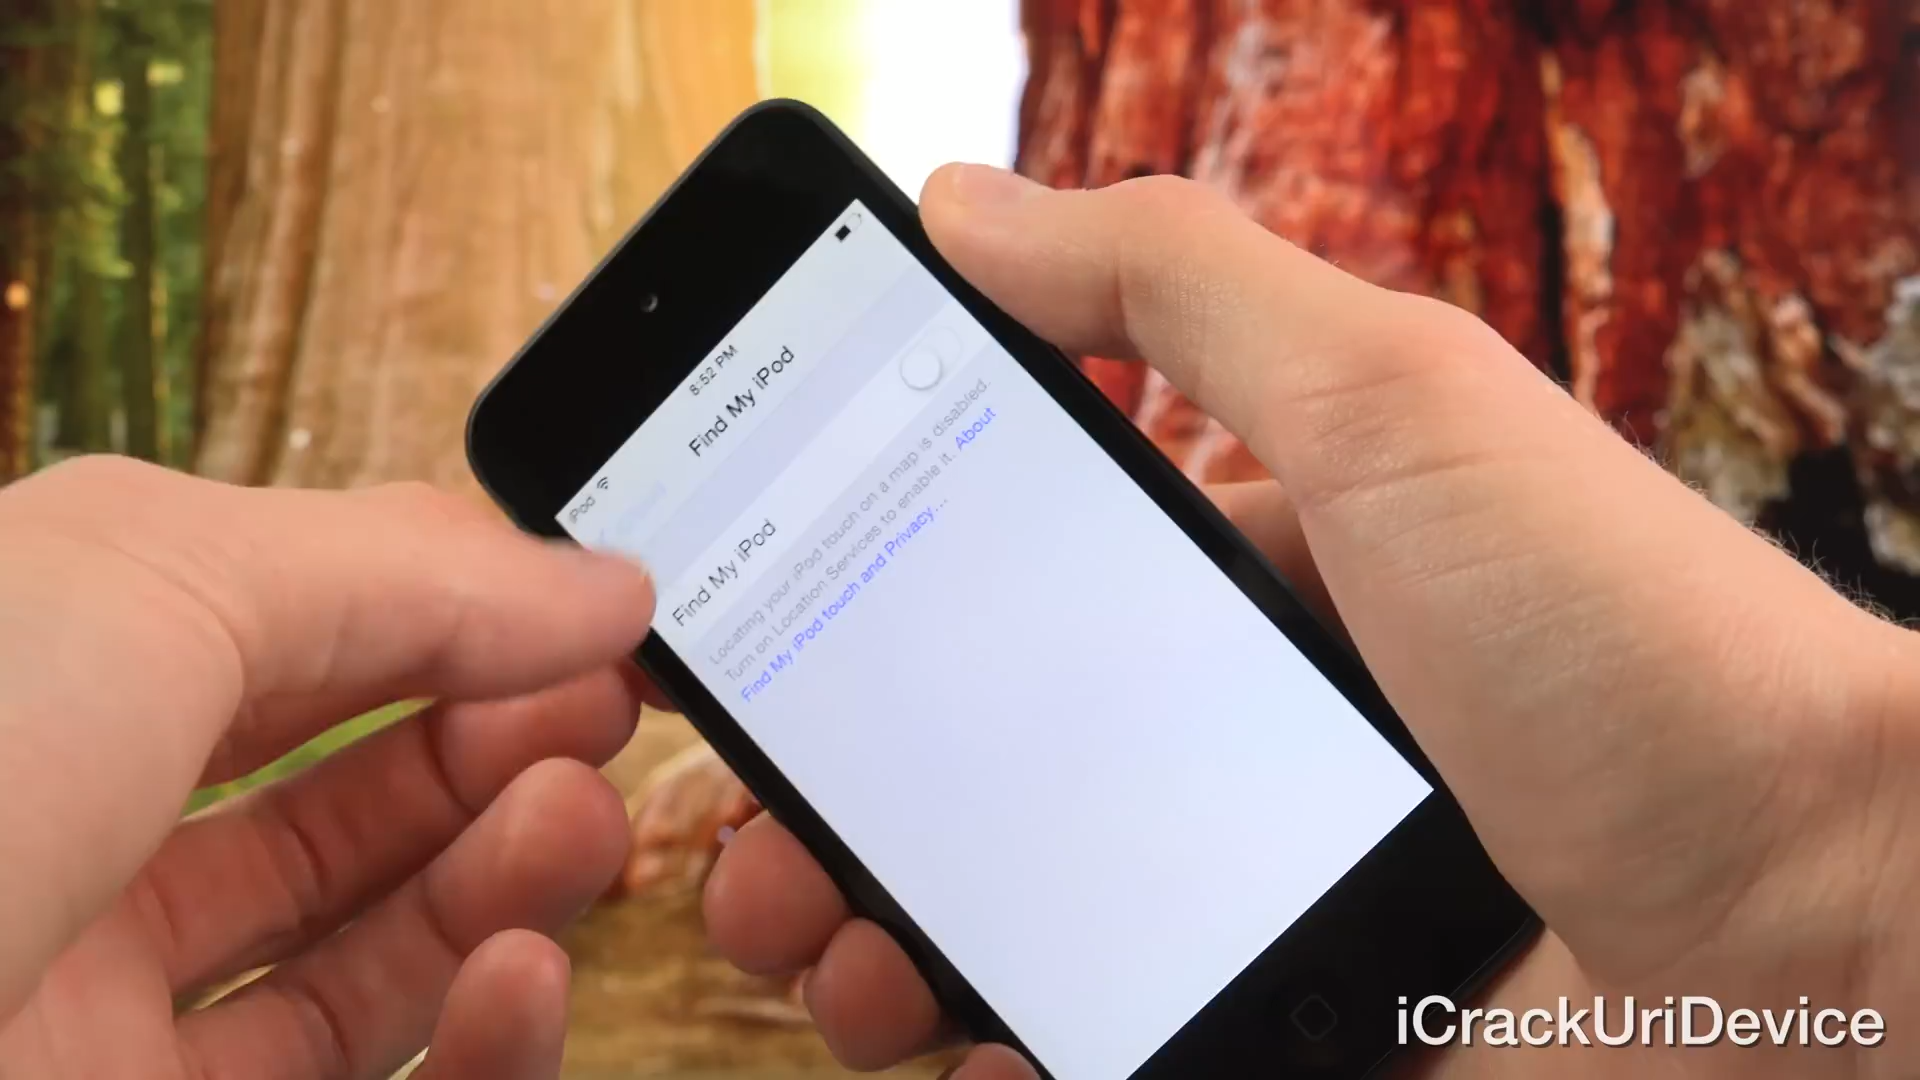 iPod
8:52 PM
Find My iPod
Find My iPod
Locating your iPod touch on a map is disabled.
Turn on Location Services to enable it. About
Find My iPod touch and Privacy...
iCrackUriDevice